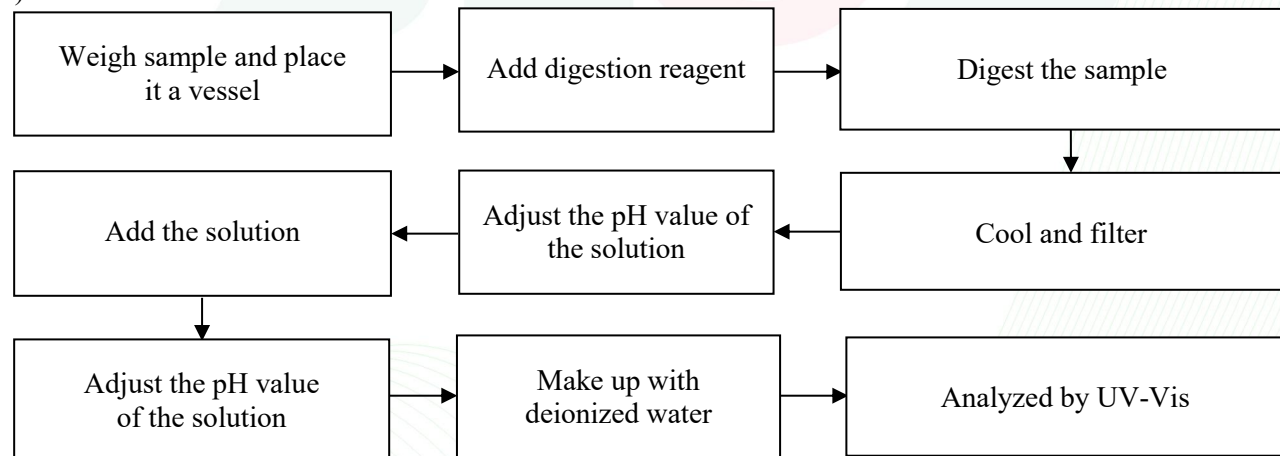 Weigh sample and place
it a vessel
Add digestion reagent
Digest the sample
Cool and filter
Adjust the pH value of
the solution
Add the solution
Adjust the pH value
of the solution
Make up with
deionized water
Analyzed by UV-Vis